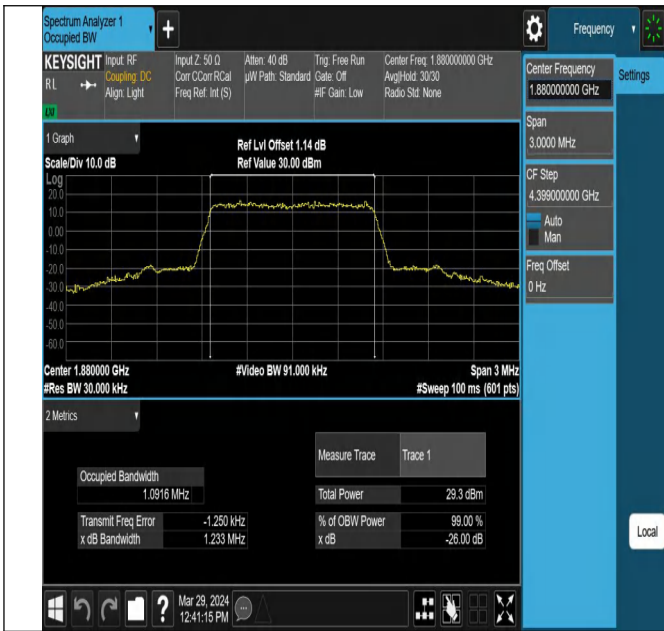 Spectrum Analyzer 1
Occupied BW
+
Frequency
KEYSIGHT
RL
LXI
Input: RF
Coupling: DC
Align: Light
Input Z: 50 Ω
Corr CCorr RCal
Freq Ref: Int (S)
Atten: 40 dB
µW Path: Standard
Trig: Free Run
Gate: Off
#IF Gain: Low
Center Freq: 1.880000000 GHz
Avg|Hold: 30/30
Radio Std: None
Center Frequency
1.880000000 GHz
Settings
Span
3.0000 MHz
CF Step
4.399000000 GHz
Auto
Man
Freq Offset
0 Hz
1 Graph
Scale/Div 10.0 dB
Ref Lvl Offset 1.14 dB
Ref Value 30.00 dBm
Log
20.0
10.0
0.00
-10.0
-20.0
-30.0
-40.0
-50.0
-60.0
Center 1.880000 GHz
#Res BW 30.000 kHz
#Video BW 91.000 kHz
Span 3 MHz
#Sweep 100 ms (601 pts)
2 Metrics
Measure Trace
Trace 1
Occupied Bandwidth
1.0916 MHz
Total Power
29.3 dBm
Transmit Freq Error
-1.250 kHz
% of OBW Power
99.00 %
x dB Bandwidth
1.233 MHz
x dB
-26.00 dB
Local
?
Mar 29, 2024
12:41:15 PM